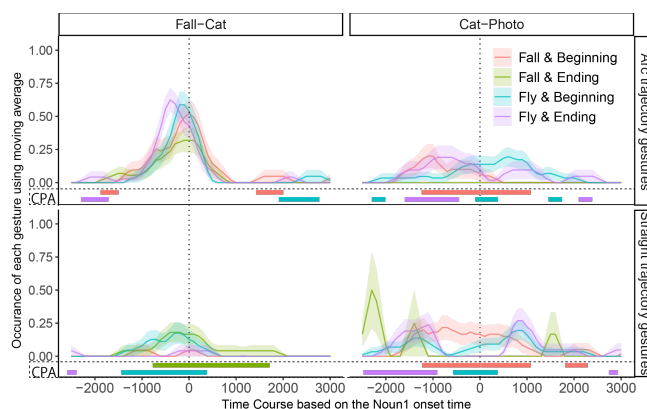 Fall−Cat
Cat−Photo
Occurance of each gesture using moving average
1.00
0.75
0.50
0.25
0.00
CPA
Fall & Beginning
Fall & Ending
Fly & Beginning
Fly & Ending
Arc trajectory gestures
1.00
0.75
0.50
0.25
0.00
CPA
Straight trajectory gestures
−2000 −1000 0 1000 2000 3000
−2000 −1000 0 1000 2000 3000
Time Course based on the Noun1 onset time